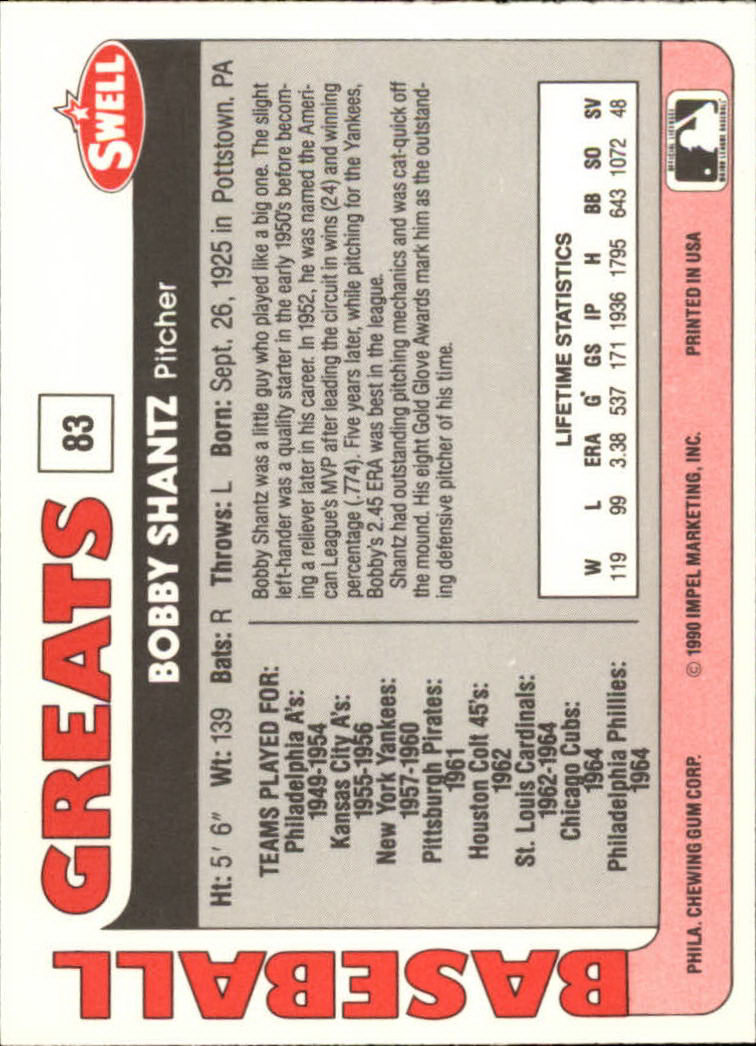 BASEBALL
GREATS
83
SWELL
BOBBY SHANTZ Pitcher
Ht: 5' 6" Wt: 139 Bats: R Throws: L Born: Sept. 26, 1925 in Pottstown, PA
TEAMS PLAYED FOR:
Philadelphia A's:
1949-1954
Kansas City A's:
1955-1956
New York Yankees:
1957-1960
Pittsburgh Pirates:
1961
Houston Colt 45's:
1962
St. Louis Cardinals:
1962-1964
Chicago Cubs:
1964
Philadelphia Phillies:
1964
Bobby Shantz was a little guy who played like a big one. The slight
left-hander was a quality starter in the early 1950's before becom-
ing a reliever later in his career. In 1952, he was named the Ameri-
can League's MVP after leading the circuit in wins (24) and winning
percentage (.774). Five years later, while pitching for the Yankees,
Bobby's 2.45 ERA was best in the league.
Shantz had outstanding pitching mechanics and was cat-quick off
the mound. His eight Gold Glove Awards mark him as the outstand-
ing defensive pitcher of his time.
LIFETIME STATISTICS
W L ERA G GS IP H BB SO SV
119 99 3.38 537 171 1936 1795 643 1072 48
PHILA. CHEWING GUM CORP. © 1990 IMPEL MARKETING, INC. PRINTED IN USA
OFFICIAL LICENSEE
MAJOR LEAGUE BASEBALL